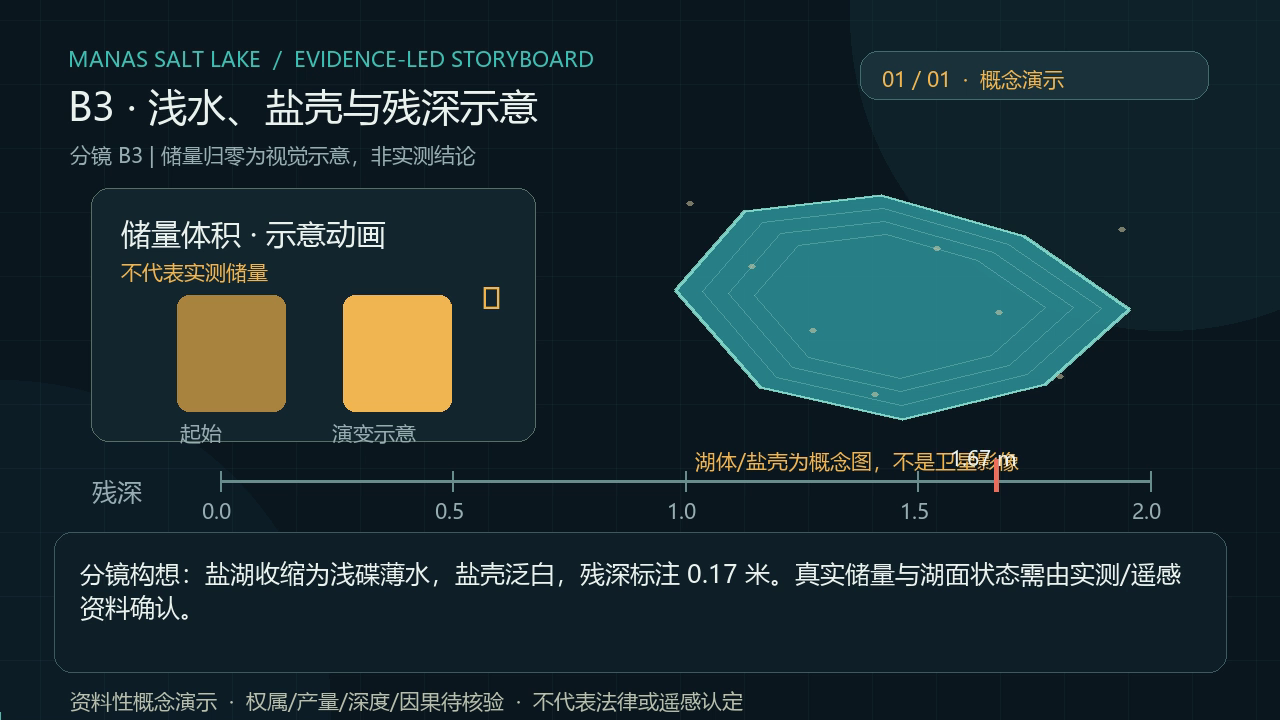 MANAS SALT LAKE / EVIDENCE-LED STORYBOARD
01 / 01 · 概念演示
B3 · 浅水、盐壳与残深示意
分镜 B3 | 储量归零为视觉示意，非实测结论
储量体积 · 示意动画
不代表实测储量
起始
演变示意
湖体/盐壳为概念图，不是卫星影像
1.67 m
残深
0.0
0.5
1.0
1.5
2.0
分镜构想：盐湖收缩为浅碟薄水，盐壳泛白，残深标注 0.17 米。真实储量与湖面状态需由实测/遥感
资料确认。
资料性概念演示 · 权属/产量/深度/因果待核验 · 不代表法律或遥感认定